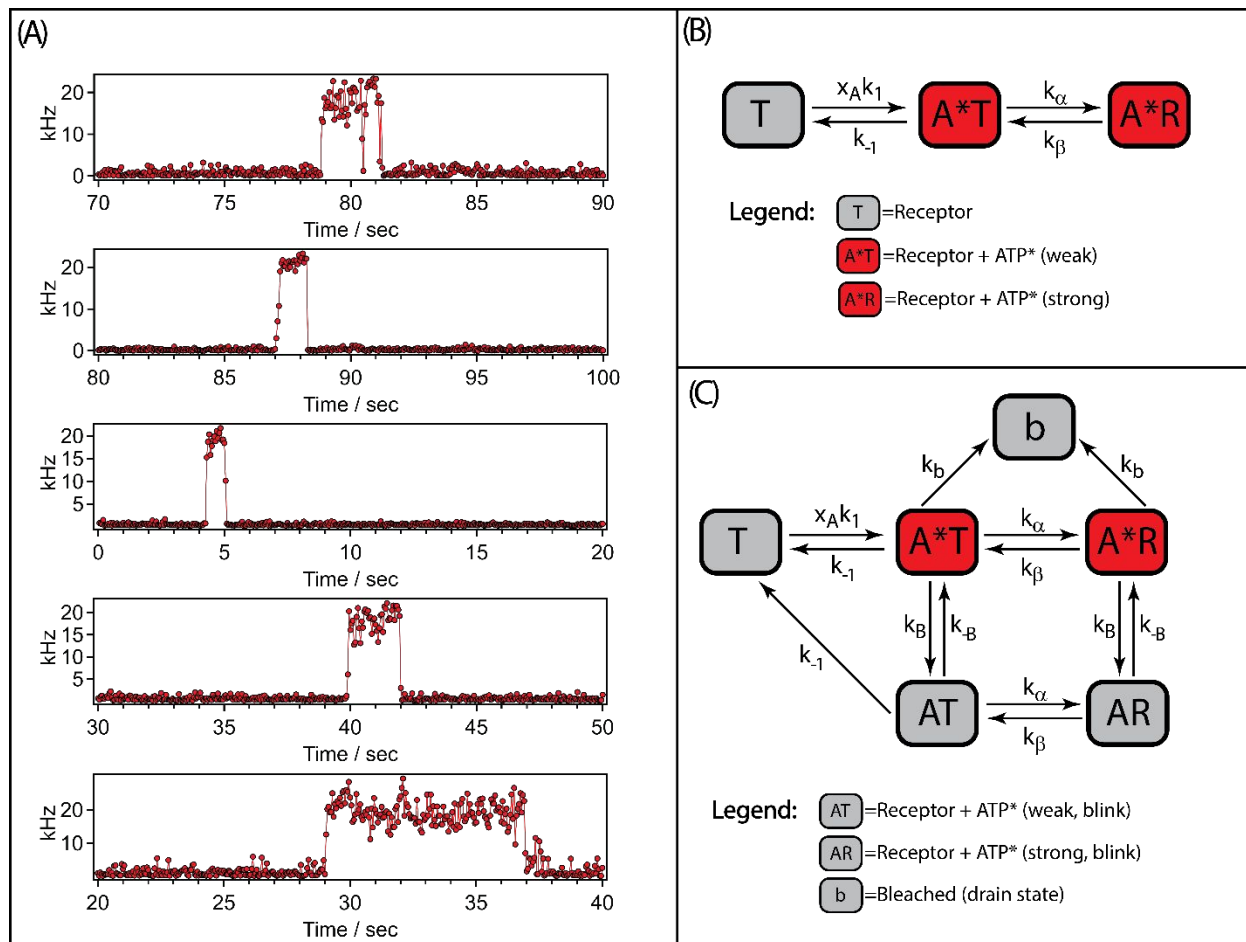 (A)
kHz
20
10
0
70
75
80
85
90
Time / sec
kHz
20
10
0
80
85
90
95
100
Time / sec
kHz
20
15
10
5
0
5
10
15
20
Time / sec
kHz
20
15
10
5
30
35
40
45
50
Time / sec
kHz
20
10
20
25
30
35
40
Time / sec
(B)
T
xAk1
k-1
A*T
kα
kβ
A*R
Legend:
T =Receptor
A*T =Receptor + ATP* (weak)
A*R =Receptor + ATP* (strong)
(C)
b
kb
kb
T
xAk1
k-1
A*T
kα
kβ
A*R
kB
k-B
kB
k-B
k-1
AT
kα
kβ
AR
Legend:
AT =Receptor + ATP* (weak, blink)
AR =Receptor + ATP* (strong, blink)
b =Bleached (drain state)